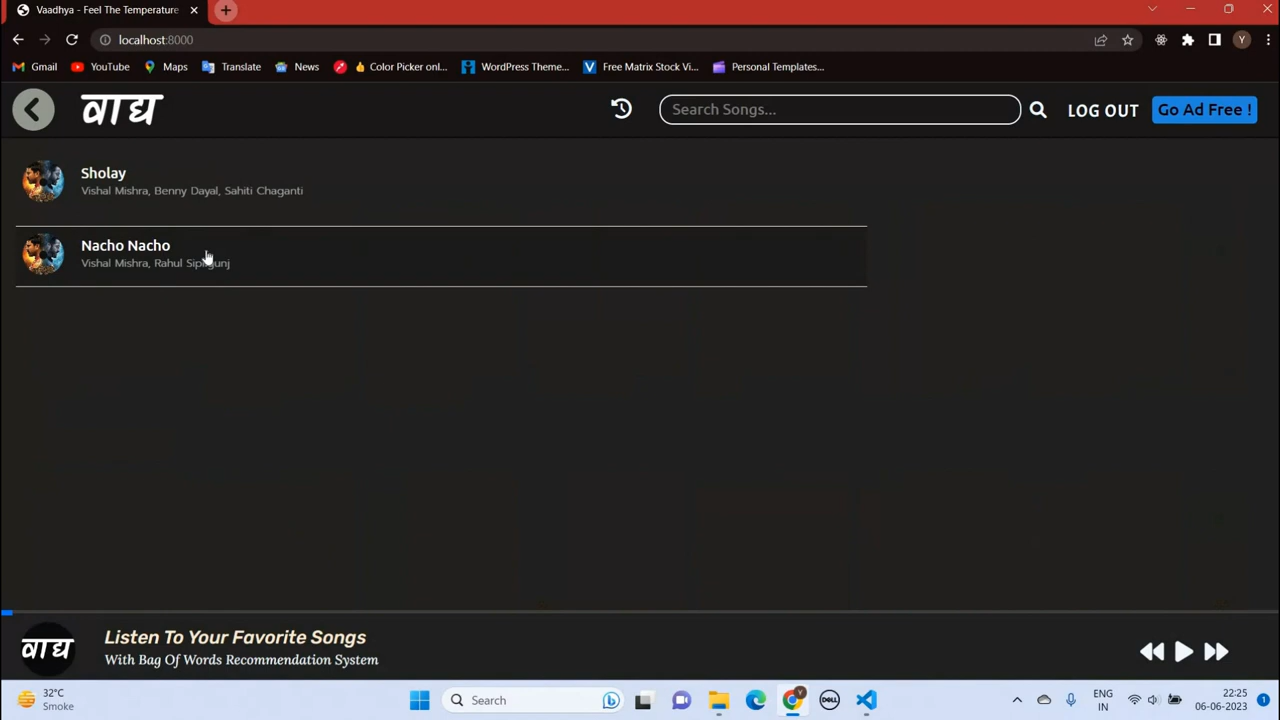 Vaadhya - Feel The Temperature
localhost:8000
Gmail YouTube Maps Translate News Color Picker onl... WordPress Theme... Free Matrix Stock Vi... Personal Templates...
वाद्य Search Songs... LOG OUT Go Ad Free !
Sholay
Vishal Mishra, Benny Dayal, Sahiti Chaganti
Nacho Nacho
Vishal Mishra, Rahul Sipligunj
Listen To Your Favorite Songs
वाद्य
With Bag Of Words Recommendation System
32°C
Smoke
Search
DELL
ENG
IN
22:25
06-06-2023
1
Y